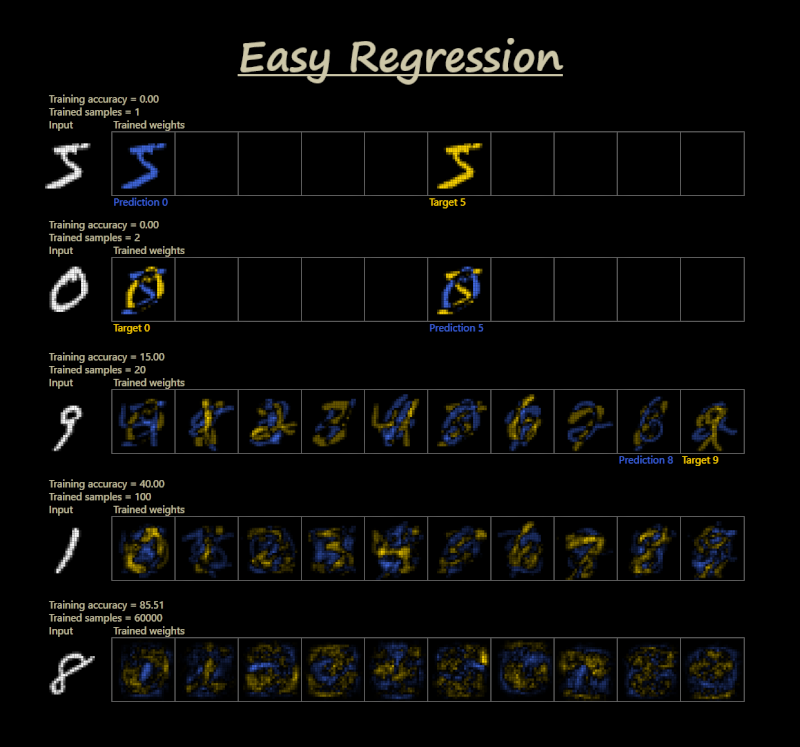 Easy Regression
Training accuracy = 0.00
Trained samples = 1
Input Trained weights
Prediction 0 Target 5
Training accuracy = 0.00
Trained samples = 2
Input Trained weights
Target 0 Prediction 5
Training accuracy = 15.00
Trained samples = 20
Input Trained weights
Prediction 8 Target 9
Training accuracy = 40.00
Trained samples = 100
Input Trained weights
Training accuracy = 85.51
Trained samples = 60000
Input Trained weights